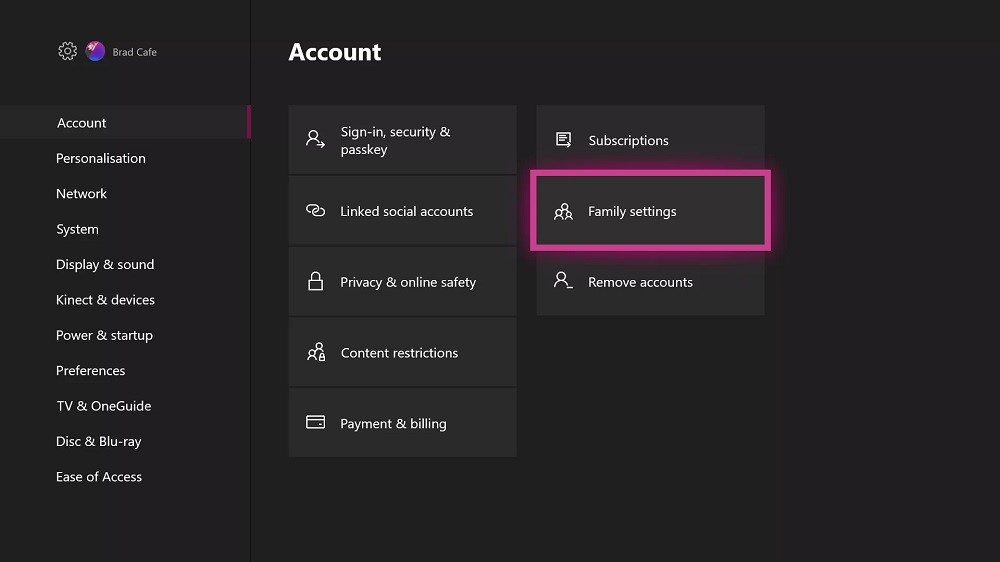 Brad Cafe
Account
Account
Personalisation
Network
System
Display & sound
Kinect & devices
Power & startup
Preferences
TV & OneGuide
Disc & Blu-ray
Ease of Access
Sign-in, security &
passkey
Linked social accounts
Privacy & online safety
Content restrictions
Payment & billing
Subscriptions
Family settings
Remove accounts